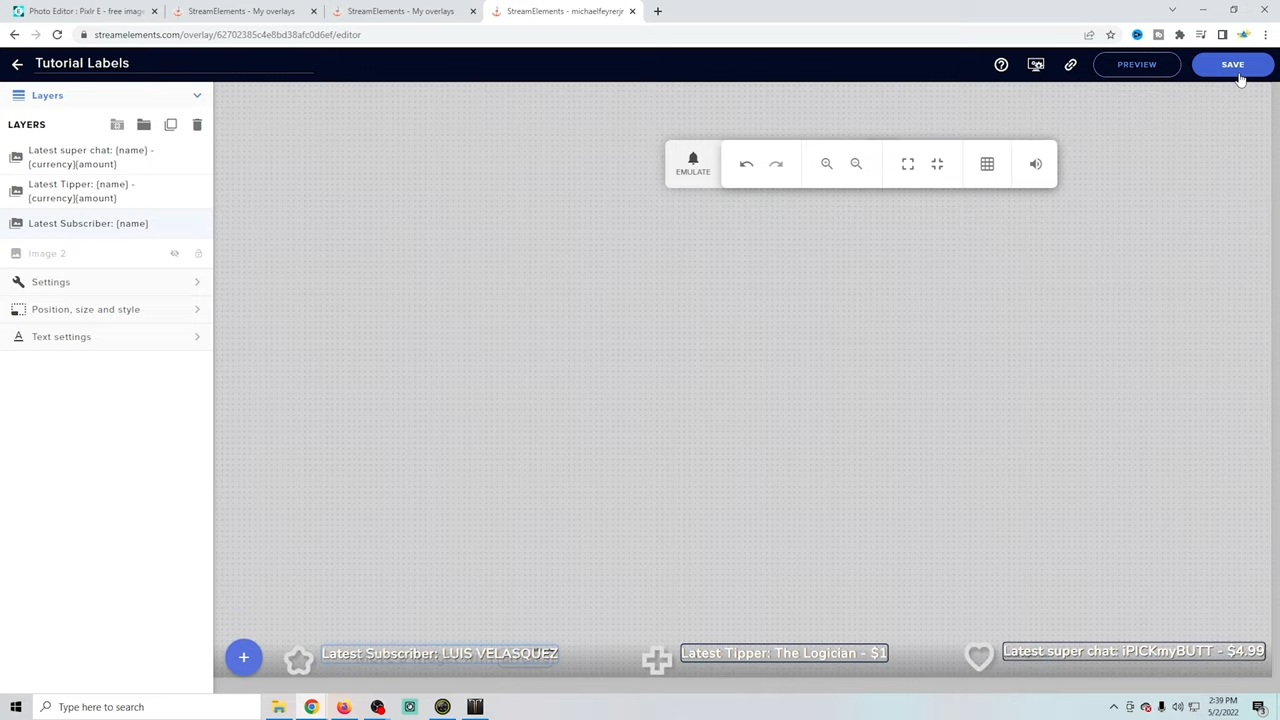 Photo Editor : Pixlr E - free imag
StreamElements - My overlays
StreamElements - My overlays
StreamElements - michaelfeyrerjr
streamelements.com/overlay/62702385c4e8bd38afc0d6ef/editor
Tutorial Labels
PREVIEW
SAVE
Layers
LAYERS
Latest super chat: {name} -
{currency}{amount}
Latest Tipper: {name} -
{currency}{amount}
Latest Subscriber: {name}
Image 2
Settings
Position, size and style
Text settings
EMULATE
Latest Subscriber: LUIS VELASQUEZ
Latest Tipper: The Logician - $1
Latest super chat: iPICKmyBUTT - $4.99
Type here to search
2:39 PM
5/2/2022